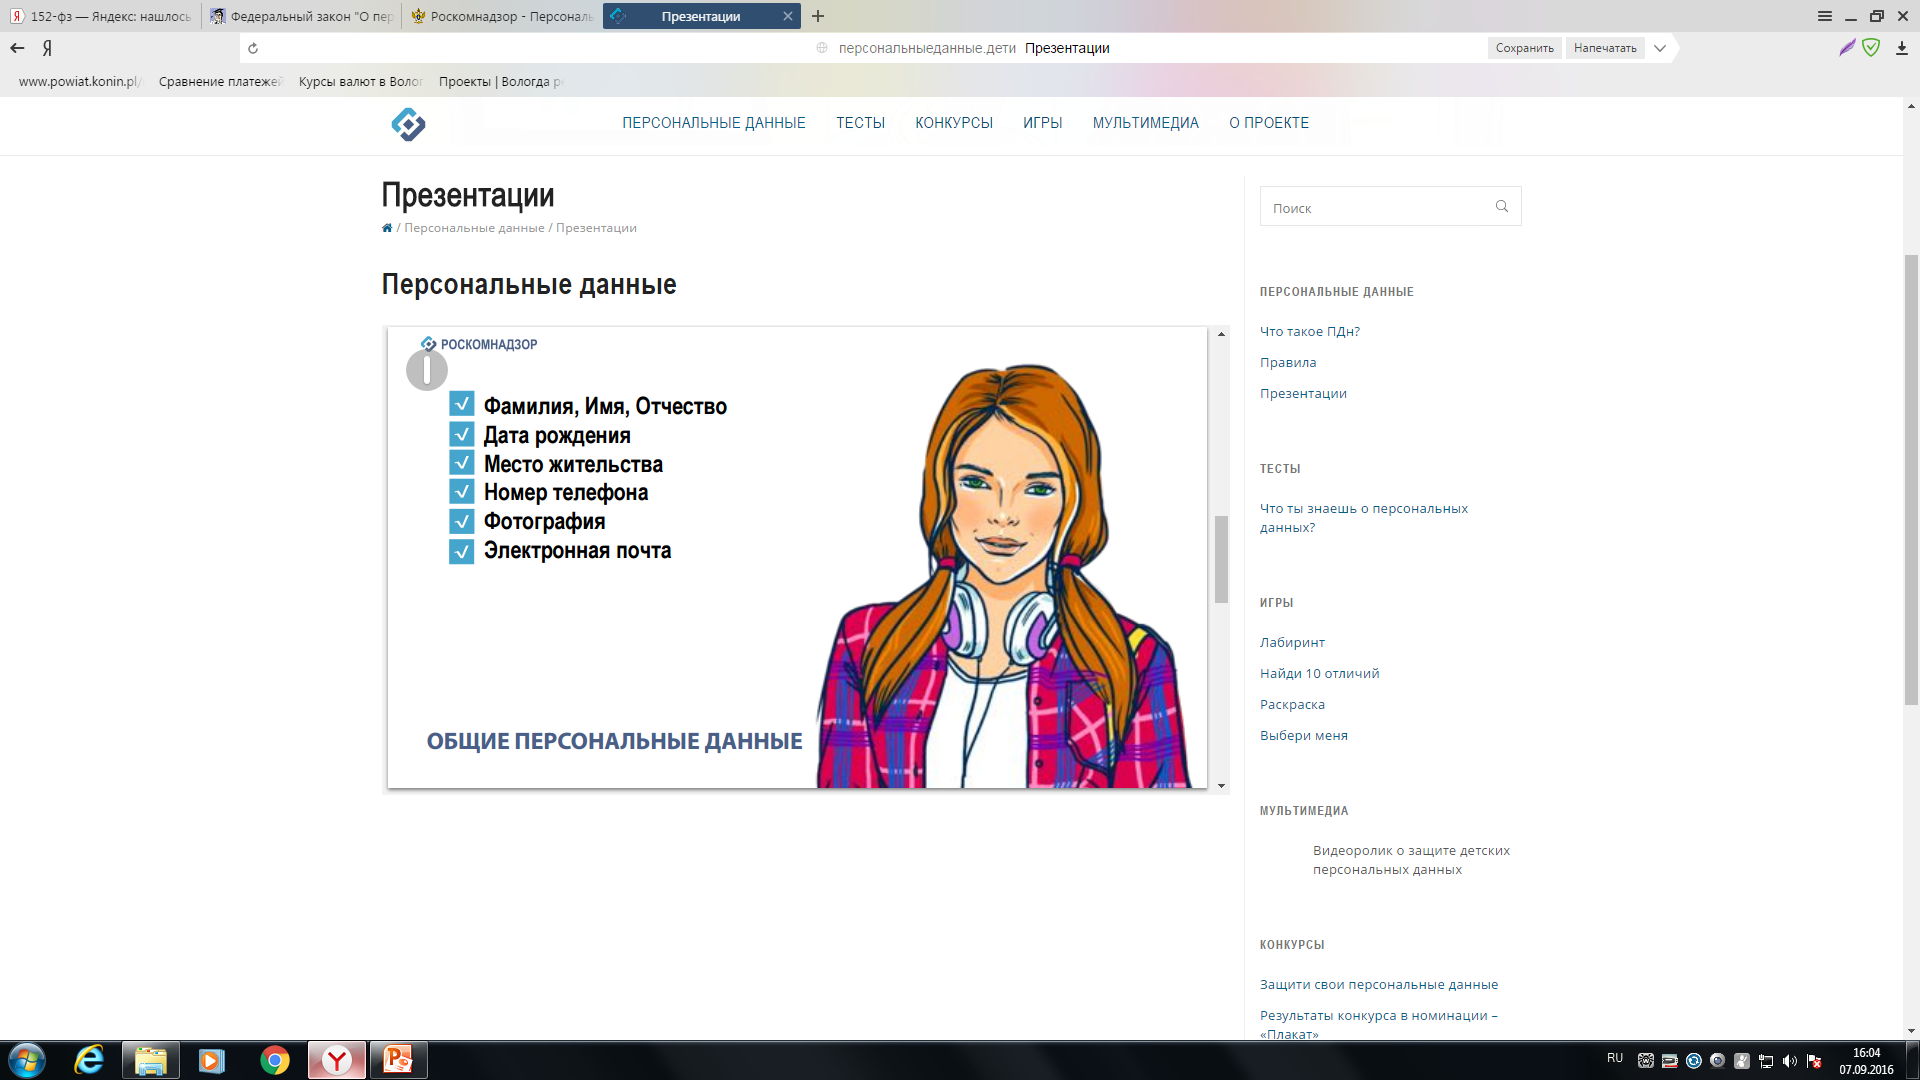 152-фз — Яндекс: нашлось
Федеральный закон "О пер
Роскомнадзор - Персональ
Презентации
Я
персональныеданные.дети Презентации
Сохранить
Напечатать
www.powiat.konin.pl/
Сравнение платежей
Курсы валют в Волог
Проекты | Вологда р
ПЕРСОНАЛЬНЫЕ ДАННЫЕ ТЕСТЫ КОНКУРСЫ ИГРЫ МУЛЬТИМЕДИА О ПРОЕКТЕ
Презентации
/ Персональные данные / Презентации
Персональные данные
РОСКОМНАДЗОР
Фамилия, Имя, Отчество
Дата рождения
Место жительства
Номер телефона
Фотография
Электронная почта
ОБЩИЕ ПЕРСОНАЛЬНЫЕ ДАННЫЕ
Поиск
ПЕРСОНАЛЬНЫЕ ДАННЫЕ
Что такое ПДн?
Правила
Презентации
ТЕСТЫ
Что ты знаешь о персональных
данных?
ИГРЫ
Лабиринт
Найди 10 отличий
Раскраска
Выбери меня
МУЛЬТИМЕДИА
Видеоролик о защите детских
персональных данных
КОНКУРСЫ
Защити свои персональные данные
Результаты конкурса в номинации –
«Плакат»
RU
16:04
07.09.2016